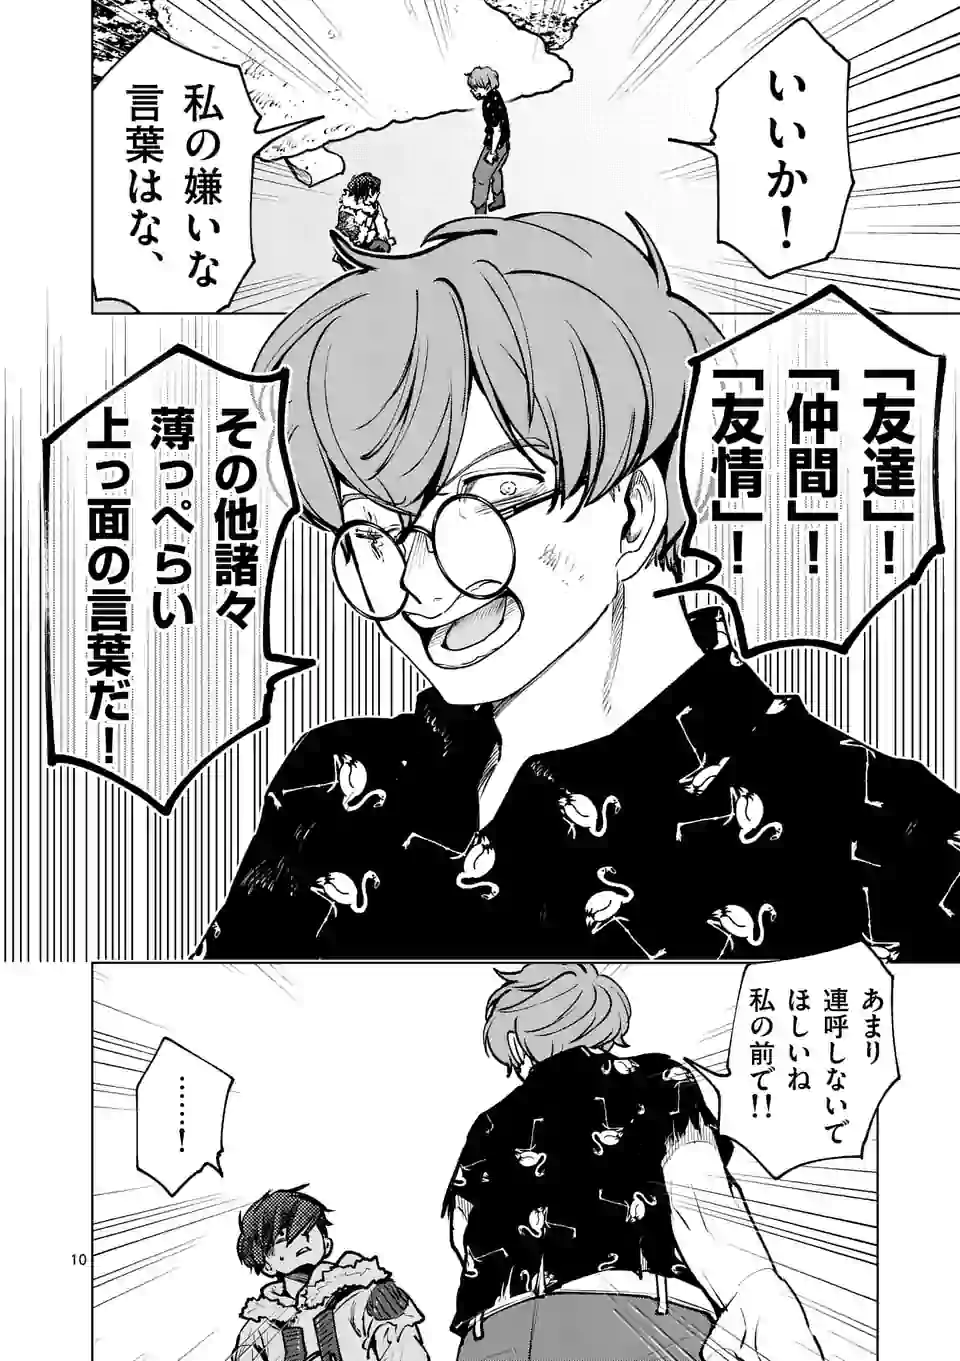 いいか！
私の嫌いな
言葉はな、
「友達」！
「仲間」！
「友情」！
その他諸々
薄っぺらい
上っ面の言葉だ！
あまり
連呼しないで
ほしいね
私の前で!!
……！
10